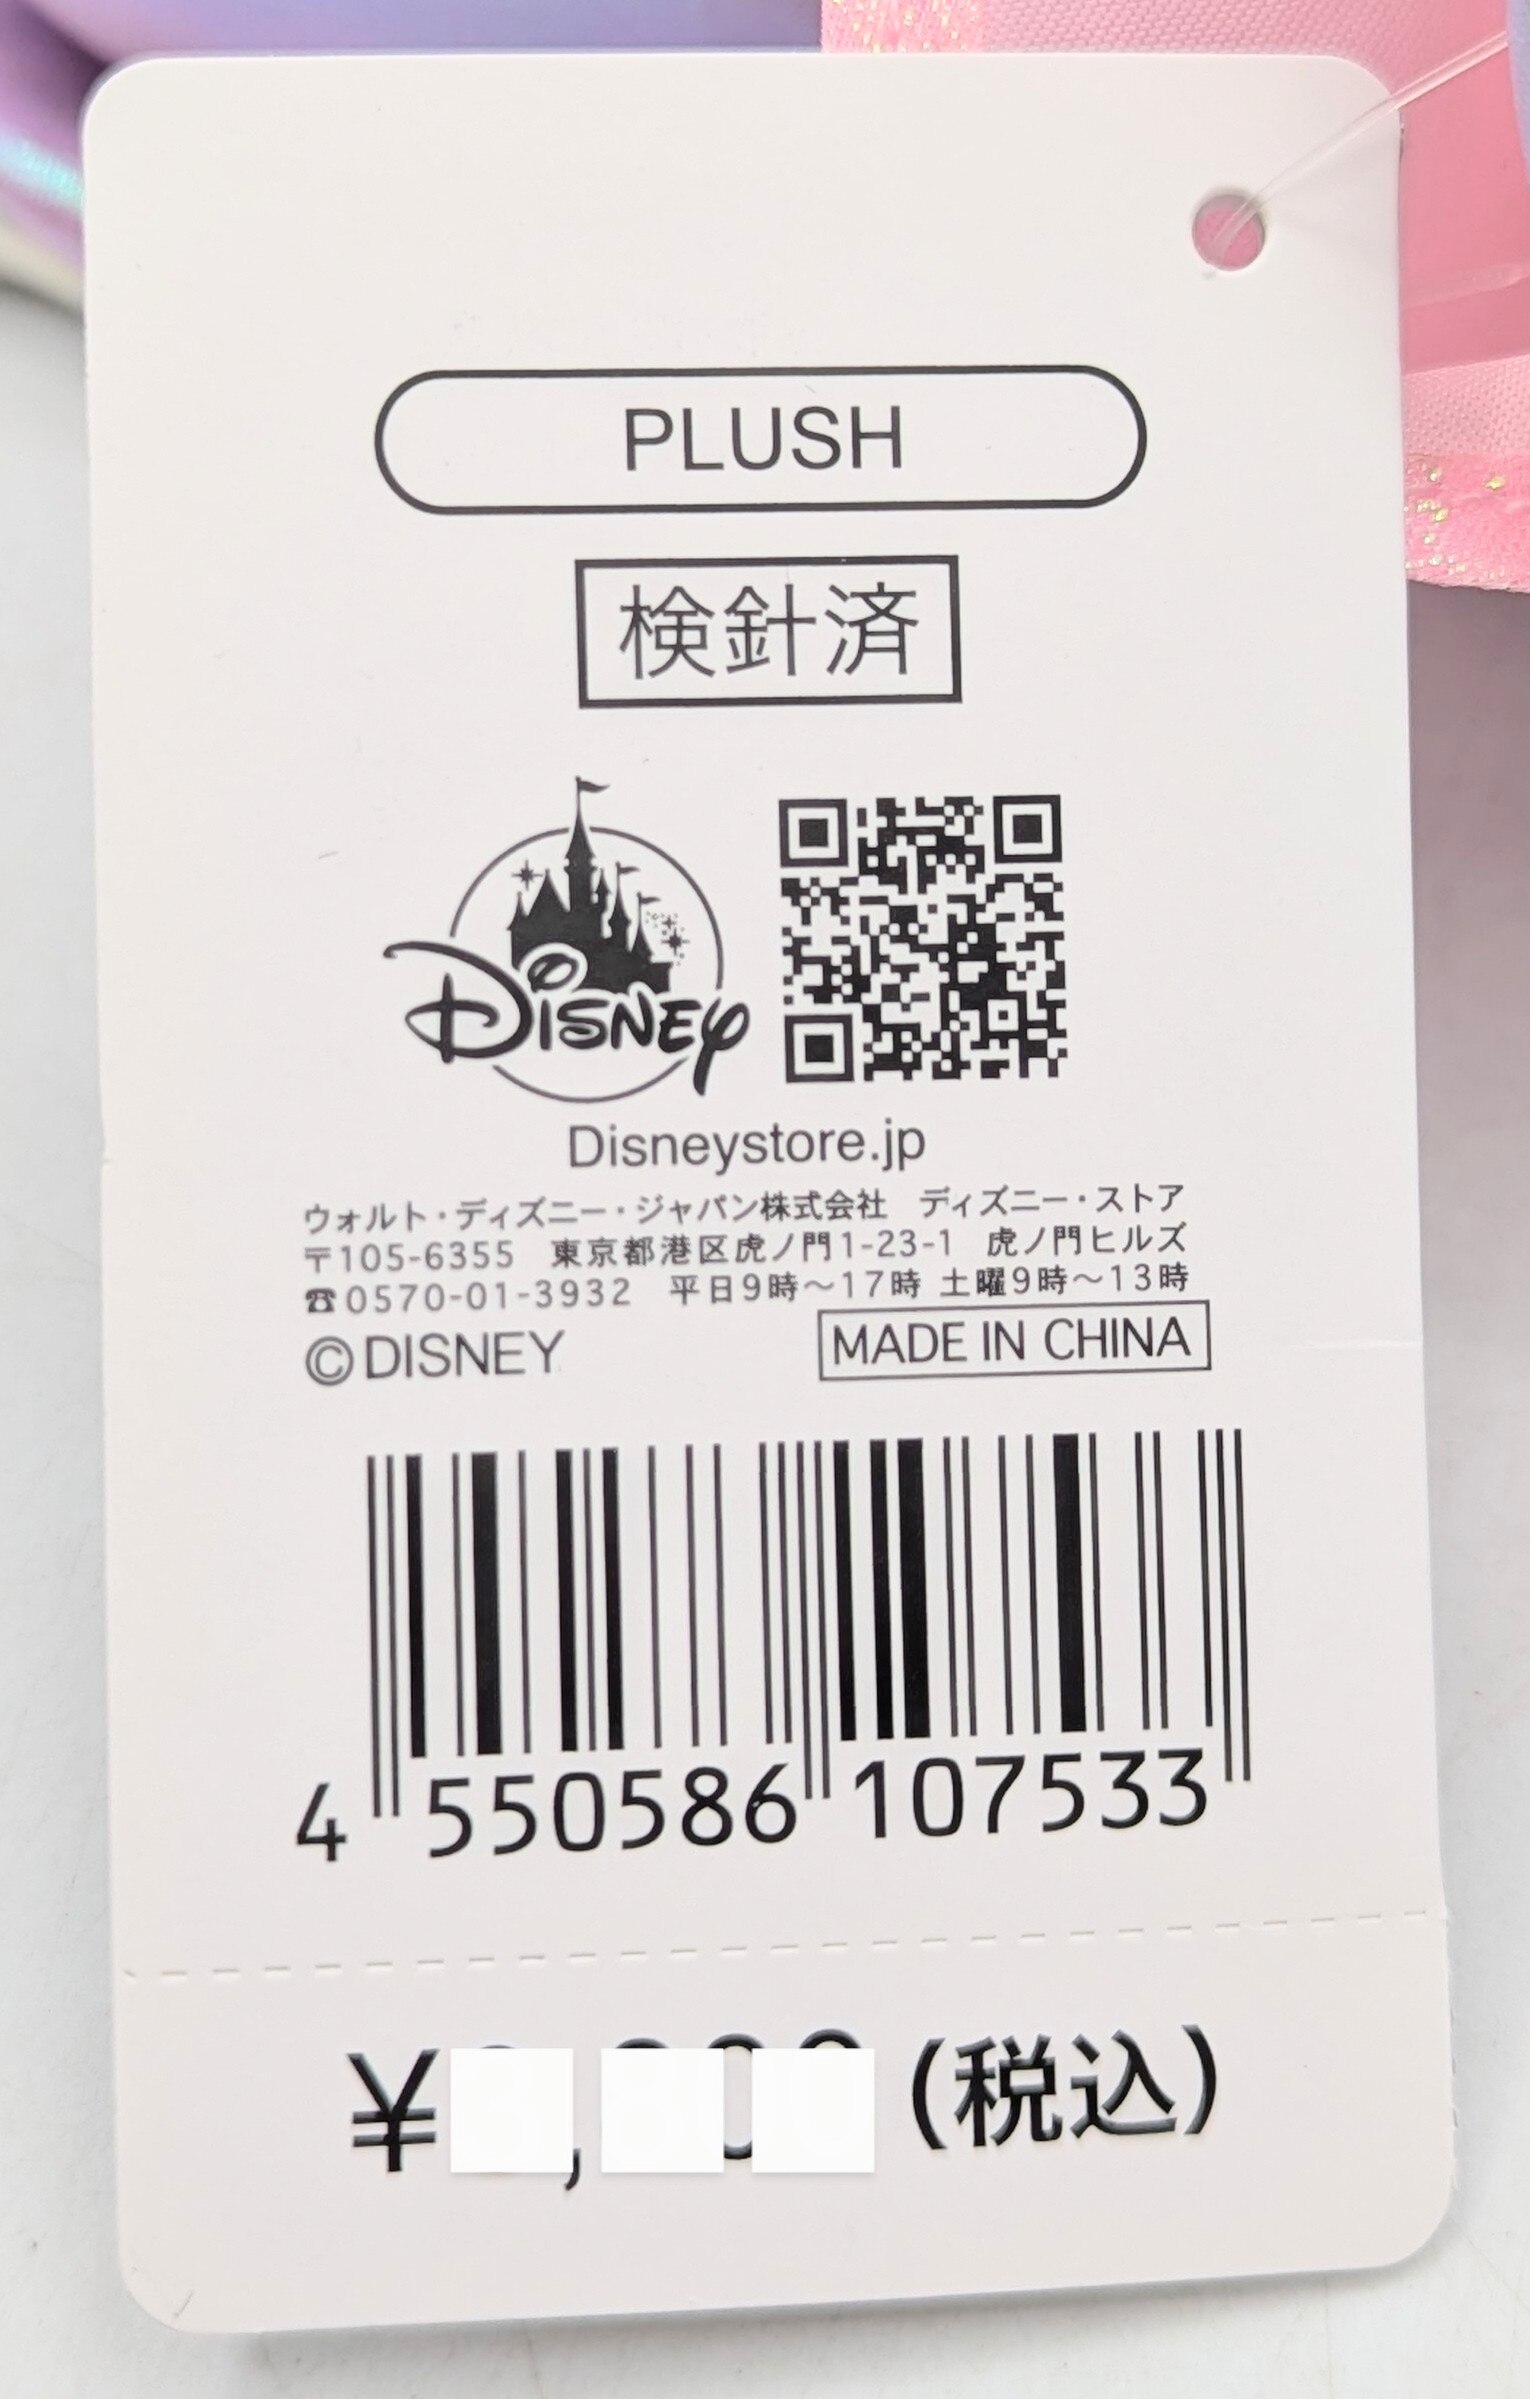 PLUSH
検針済
Disney
Disneystore.jp
ウォルト・ディズニー・ジャパン株式会社 ディズニー・ストア
〒105-6355 東京都港区虎ノ門1-23-1 虎ノ門ヒルズ
☎0570-01-3932 平日9時～17時 土曜9時～13時
©DISNEY
MADE IN CHINA
4 550586 107533
¥ , (税込)